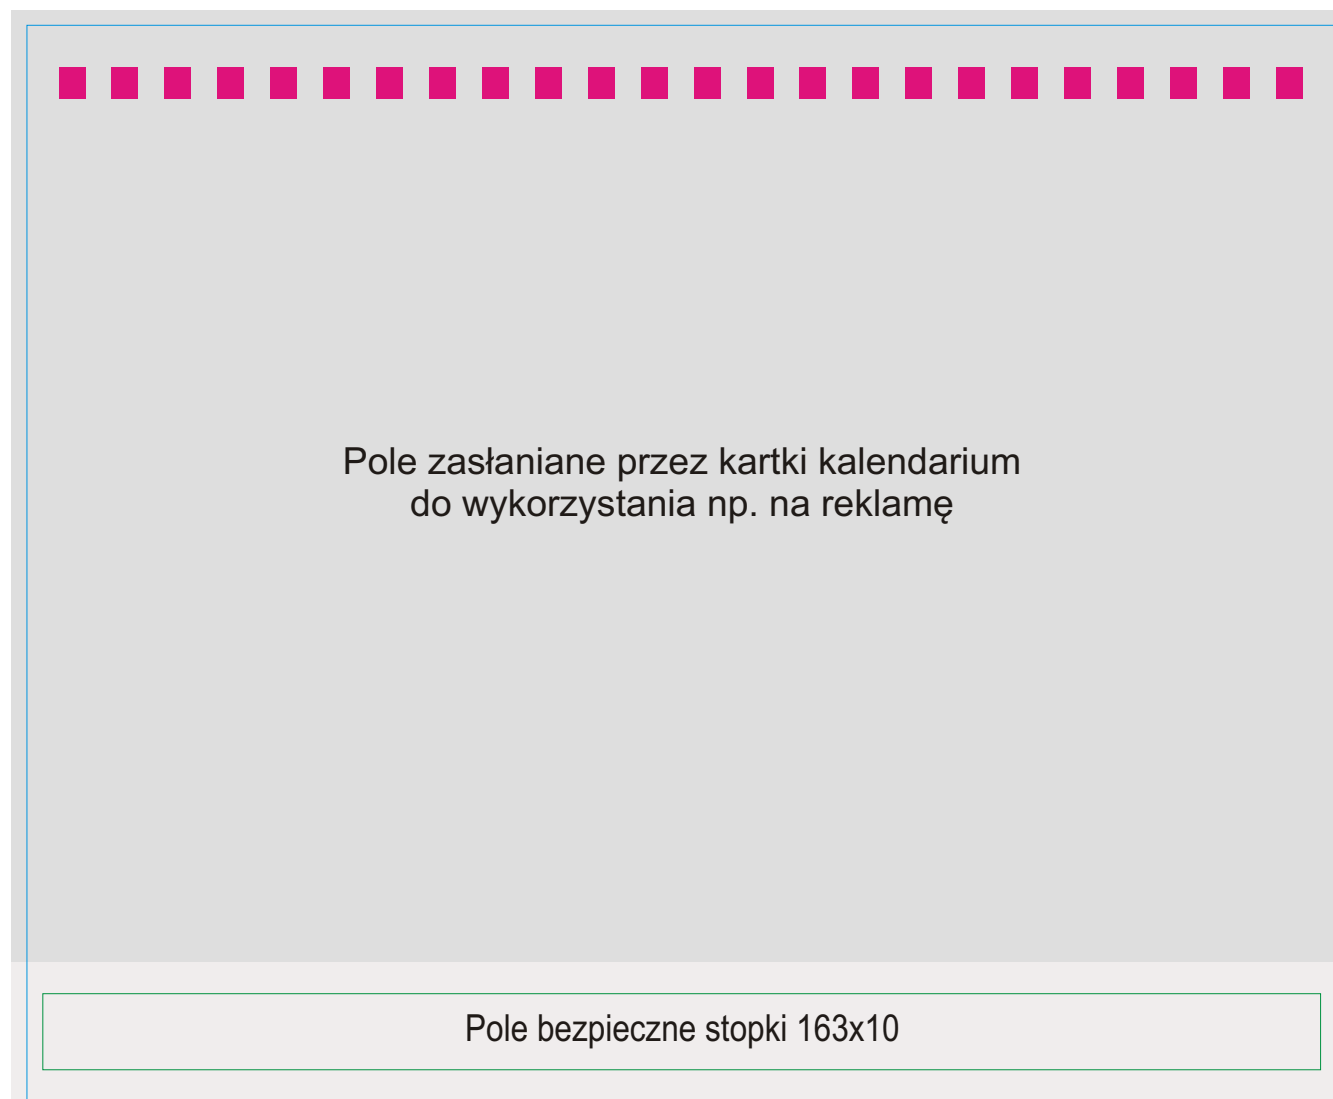 Pole zasłaniane przez kartki kalendarium
do wykorzystania np. na reklamę
Pole bezpieczne stopki 163x10